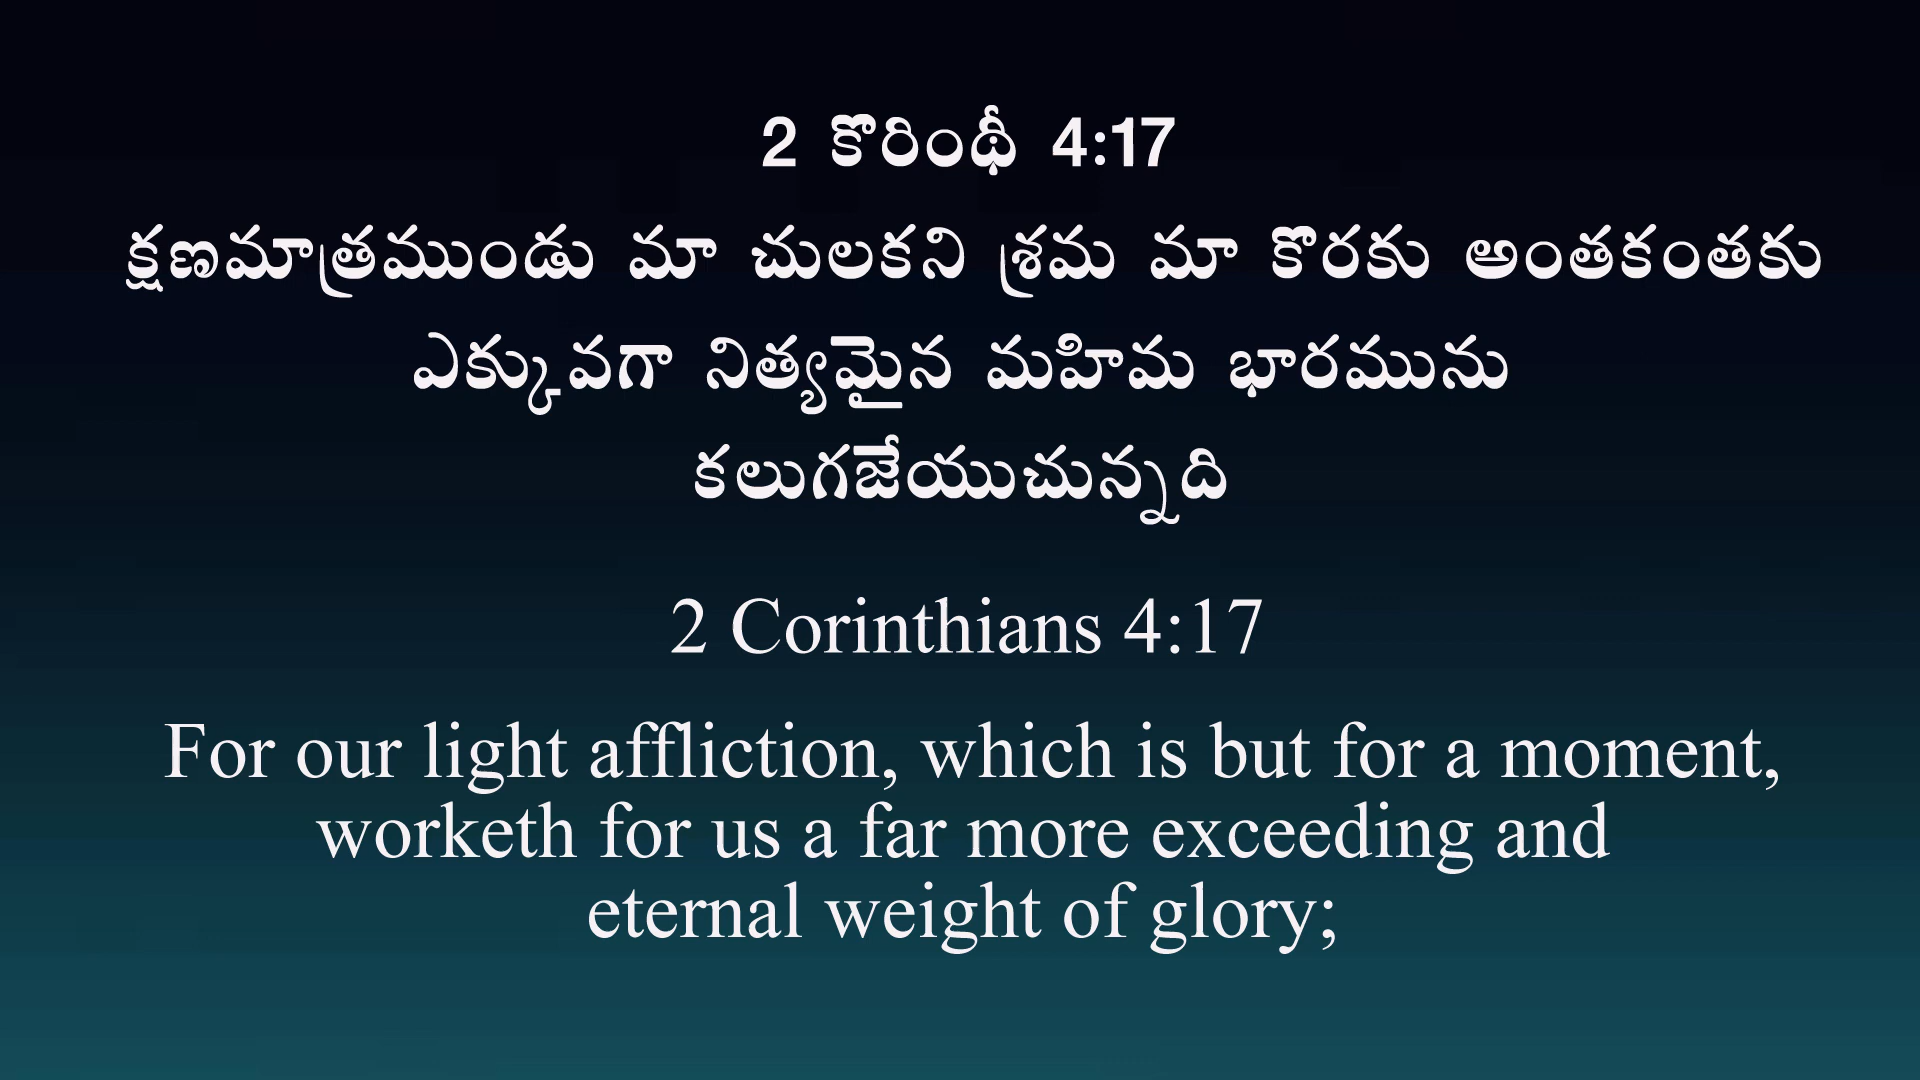 2 కొరింథీ 4:17
క్షణమాత్రముండు మా చులకని శ్రమ మా కొరకు అంతకంతకు
ఎక్కువగా నిత్యమైన మహిమ భారమును
కలుగజేయుచున్నది
2 Corinthians 4:17
For our light affliction, which is but for a moment,
worketh for us a far more exceeding and
eternal weight of glory;